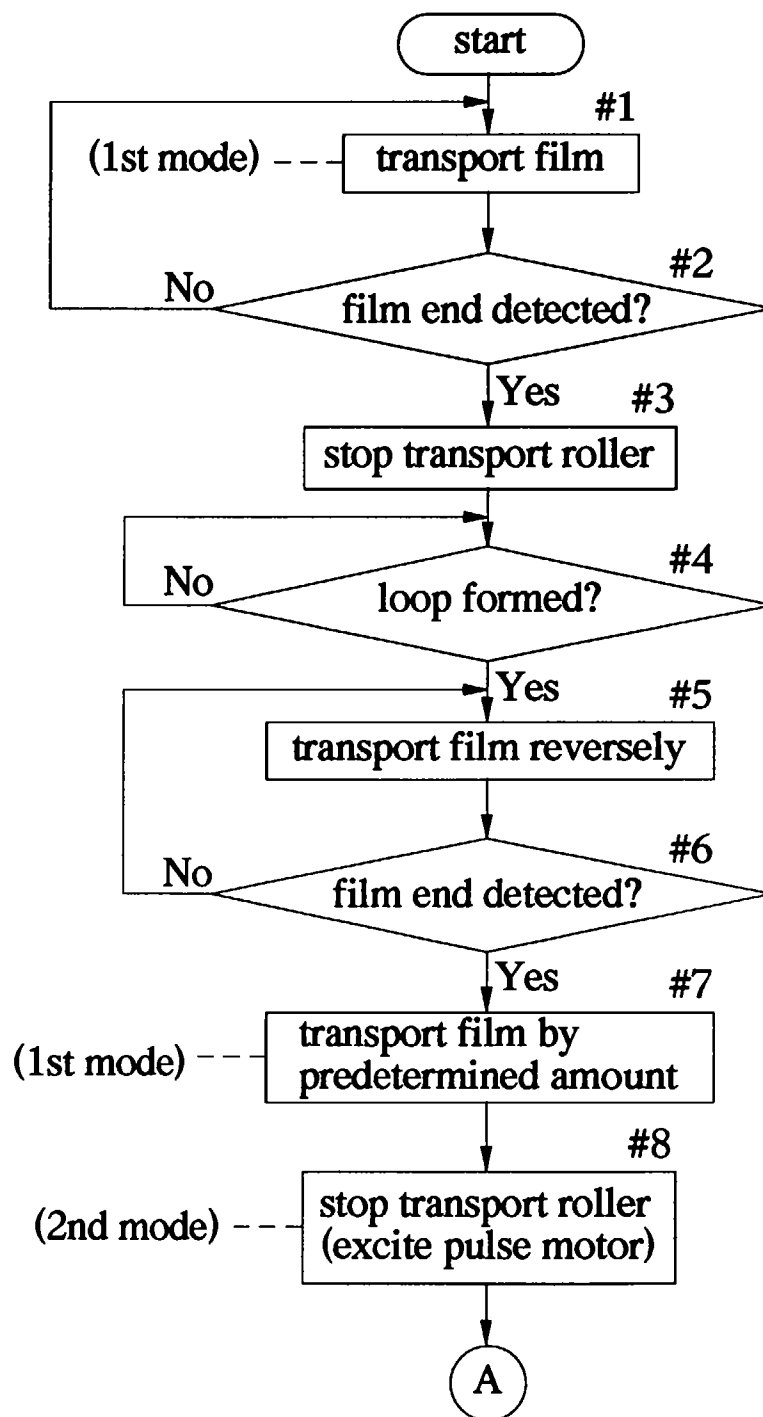 start
#1
(1st mode)
transport film
#2
No
film end detected?
Yes
#3
stop transport roller
#4
No
loop formed?
Yes
#5
transport film reversely
#6
No
film end detected?
Yes
#7
(1st mode)
transport film by
predetermined amount
#8
(2nd mode)
stop transport roller
(excite pulse motor)
A